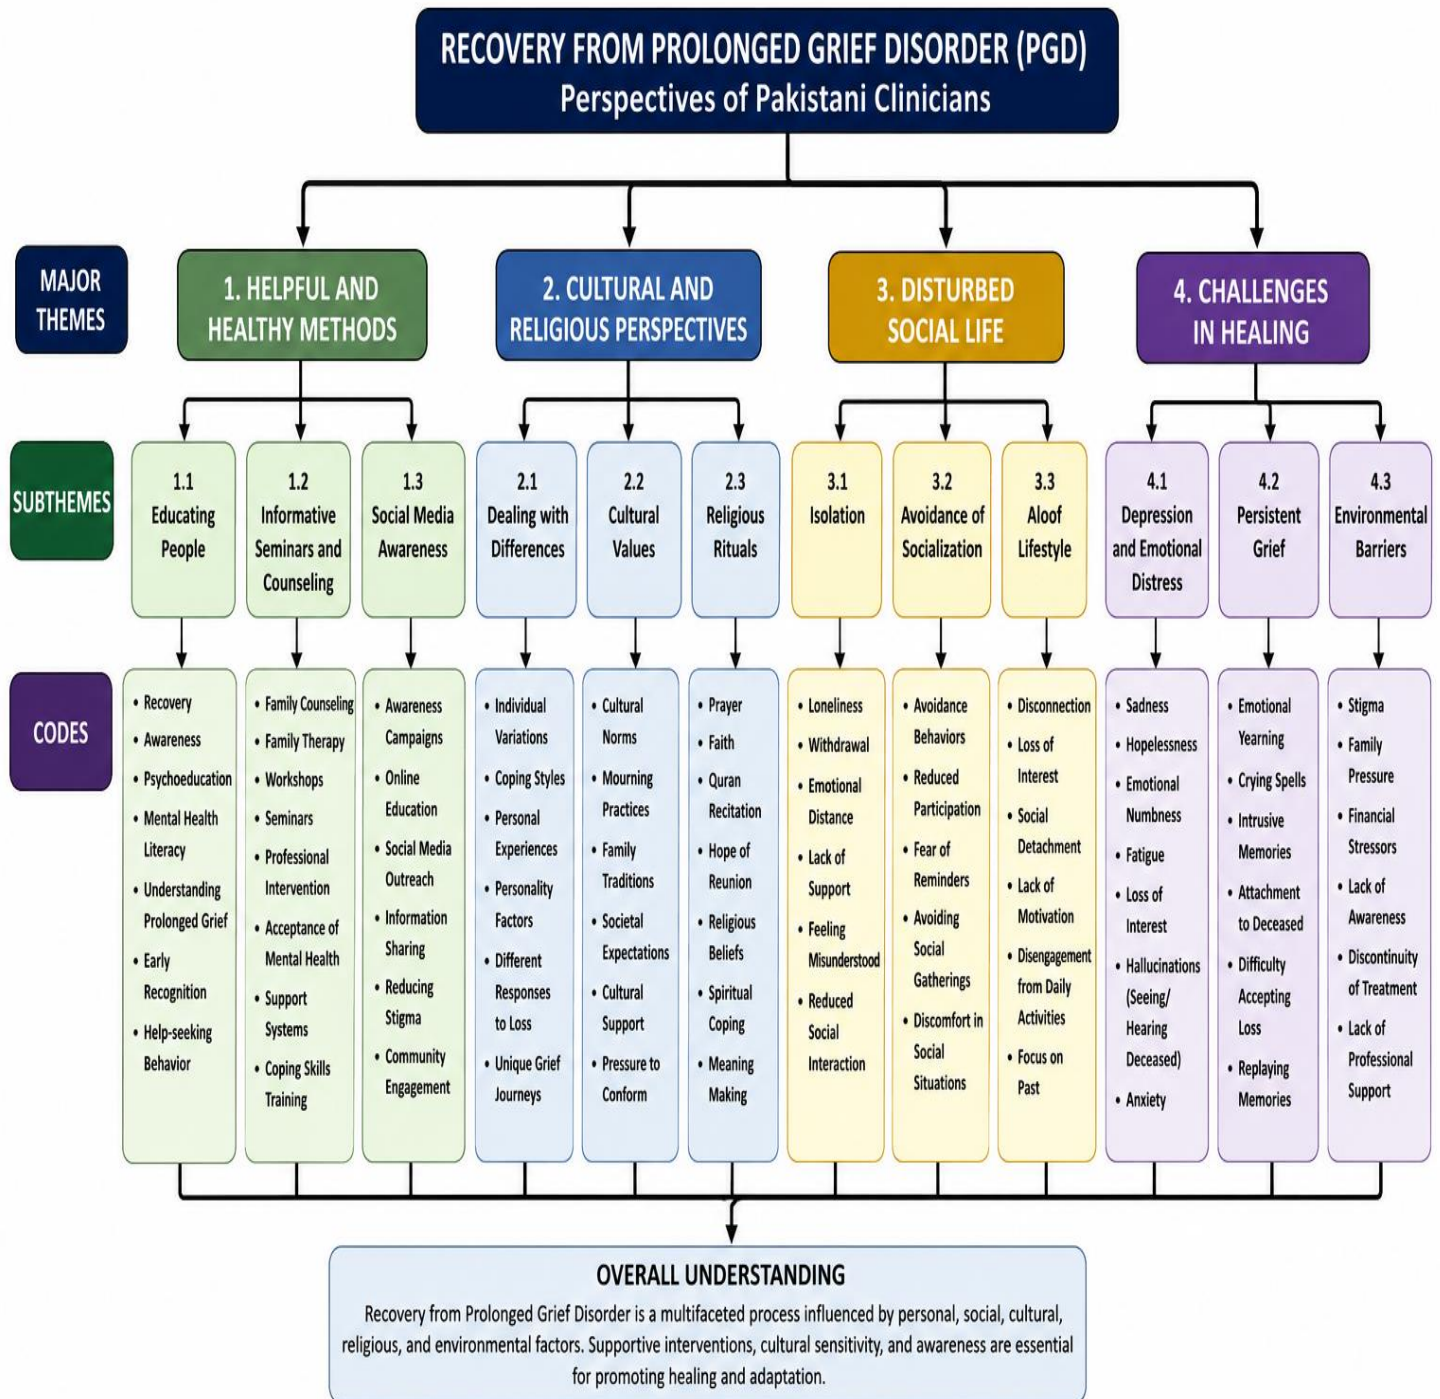 RECOVERY FROM PROLONGED GRIEF DISORDER (PGD)
Perspectives of Pakistani Clinicians
MAJOR
THEMES
1. HELPFUL AND
HEALTHY METHODS
2. CULTURAL AND
RELIGIOUS PERSPECTIVES
3. DISTURBED
SOCIAL LIFE
4. CHALLENGES
IN HEALING
SUBTHEMES
1.1
Educating
People
1.2
Informative
Seminars and
Counseling
1.3
Social Media
Awareness
2.1
Dealing with
Differences
2.2
Cultural
Values
2.3
Religious
Rituals
3.1
Isolation
3.2
Avoidance of
Socialization
3.3
Aloof
Lifestyle
4.1
Depression
and Emotional
Distress
4.2
Persistent
Grief
4.3
Environmental
Barriers
CODES
• Recovery
• Awareness
• Psychoeducation
• Mental Health
Literacy
• Understanding
Prolonged Grief
• Early
Recognition
• Help-seeking
Behavior
• Family Counseling
• Family Therapy
• Workshops
• Seminars
• Professional
Intervention
• Acceptance of
Mental Health
• Support
Systems
• Coping Skills
Training
• Awareness
Campaigns
• Online
Education
• Social Media
Outreach
• Information
Sharing
• Reducing
Stigma
• Community
Engagement
• Individual
Variations
• Coping Styles
• Personal
Experiences
• Personality
Factors
• Different
Responses
to Loss
• Unique Grief
Journeys
• Cultural
Norms
• Mourning
Practices
• Family
Traditions
• Societal
Expectations
• Cultural
Support
• Pressure to
Conform
• Prayer
• Faith
• Quran
Recitation
• Hope of
Reunion
• Religious
Beliefs
• Spiritual
Coping
• Meaning
Making
• Loneliness
• Withdrawal
• Emotional
Distance
• Lack of
Support
• Feeling
Misunderstood
• Reduced
Social
Interaction
• Avoidance
Behaviors
• Reduced
Participation
• Fear of
Reminders
• Avoiding
Social
Gatherings
• Discomfort in
Social
Situations
• Disconnection
• Loss of
Interest
• Social
Detachment
• Lack of
Motivation
• Disengagement
from Daily
Activities
• Focus on
Past
• Sadness
• Hopelessness
• Emotional
Numbness
• Fatigue
• Loss of
Interest
• Hallucinations
(Seeing/
Hearing
Deceased)
• Anxiety
• Emotional
Yearning
• Crying Spells
• Intrusive
Memories
• Attachment
to Deceased
• Difficulty
Accepting
Loss
• Replaying
Memories
• Stigma
• Family
Pressure
• Financial
Stressors
• Lack of
Awareness
• Discontinuity
of Treatment
• Lack of
Professional
Support
OVERALL UNDERSTANDING
Recovery from Prolonged Grief Disorder is a multifaceted process influenced by personal, social, cultural,
religious, and environmental factors. Supportive interventions, cultural sensitivity, and awareness are essential
for promoting healing and adaptation.